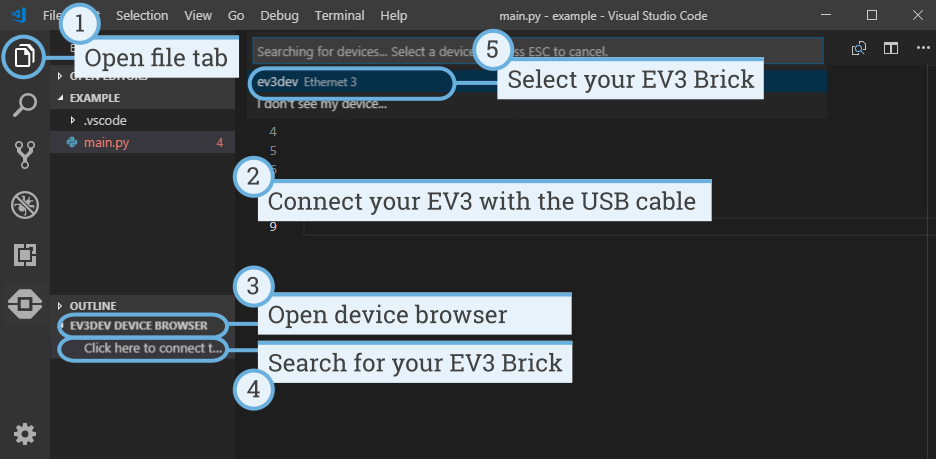 File Selection View Go Debug Terminal Help
main.py - example - Visual Studio Code
1
Open file tab
OPEN EDITORS
EXAMPLE
.vscode
main.py 4
Searching for devices... Select a device ess ESC to cancel.
5
Select your EV3 Brick
ev3dev Ethernet 3
I don't see my device...
4
5
2
Connect your EV3 with the USB cable
9
3
Open device browser
OUTLINE
EV3DEV DEVICE BROWSER
Click here to connect t...
Search for your EV3 Brick
4